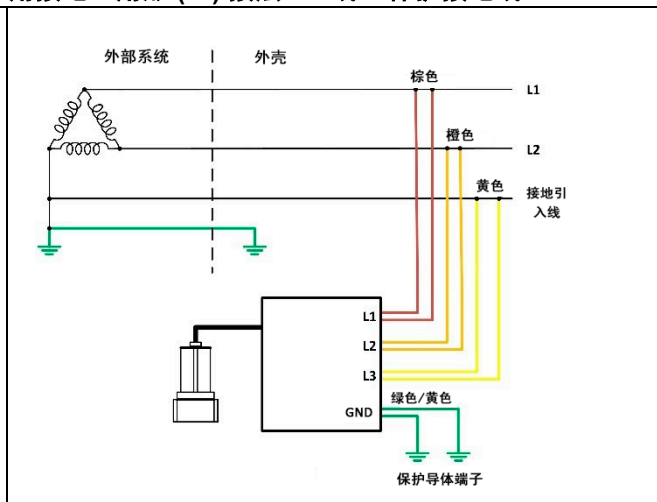 外部系统
外壳
棕色
L1
橙色
L2
黄色
接地引
入线
L1
L2
L3
绿色/黄色
GND
保护导体端子